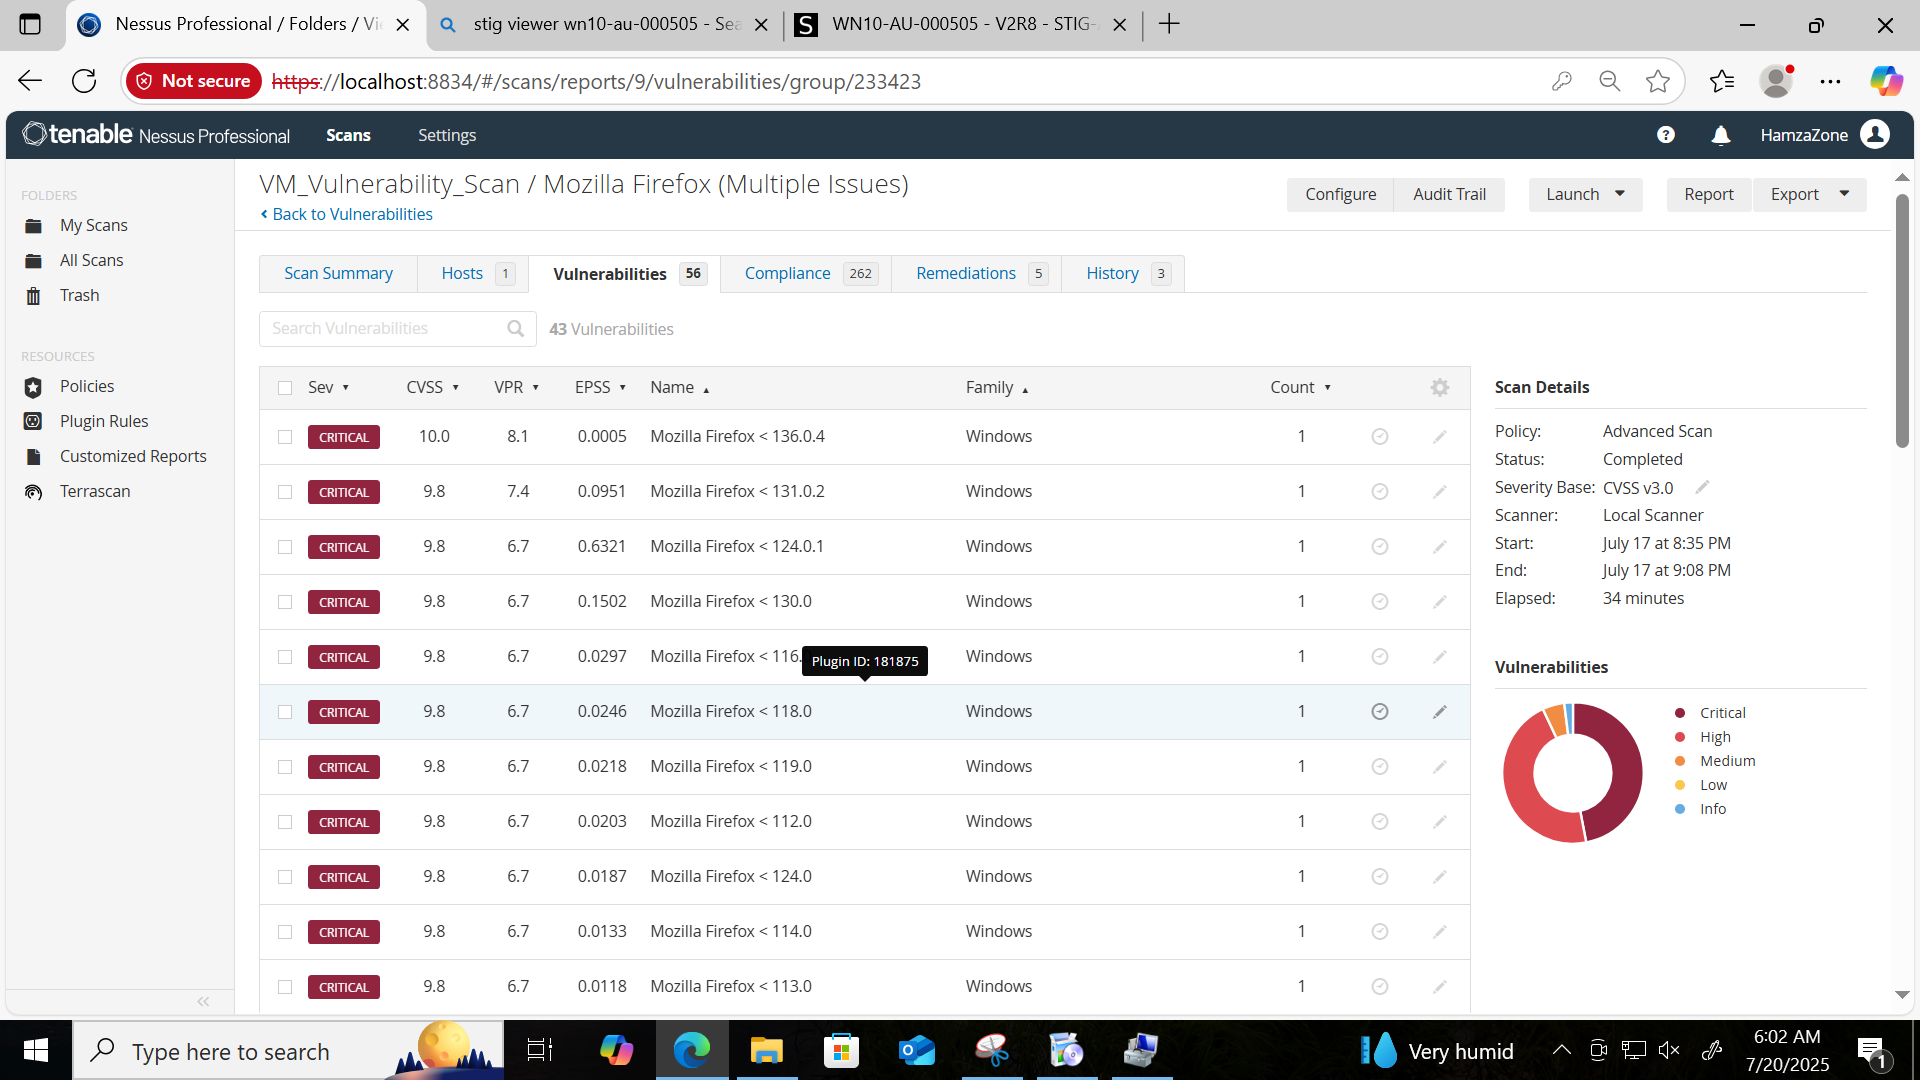 Nessus Professional / Folders / Vi
stig viewer wn10-au-000505 - Sea
WN10-AU-000505 - V2R8 - STIG-
Not secure
https://localhost:8834/#/scans/reports/9/vulnerabilities/group/233423
tenable Nessus Professional
Scans
Settings
HamzaZone
FOLDERS
My Scans
All Scans
Trash
RESOURCES
Policies
Plugin Rules
Customized Reports
Terrascan
VM_Vulnerability_Scan / Mozilla Firefox (Multiple Issues)
Back to Vulnerabilities
Configure
Audit Trail
Launch
Report
Export
Scan Summary
Hosts 1
Vulnerabilities 56
Compliance 262
Remediations 5
History 3
Search Vulnerabilities
43 Vulnerabilities
Sev CVSS VPR EPSS Name Family Count
CRITICAL 10.0 8.1 0.0005 Mozilla Firefox < 136.0.4 Windows 1
CRITICAL 9.8 7.4 0.0951 Mozilla Firefox < 131.0.2 Windows 1
CRITICAL 9.8 6.7 0.6321 Mozilla Firefox < 124.0.1 Windows 1
CRITICAL 9.8 6.7 0.1502 Mozilla Firefox < 130.0 Windows 1
CRITICAL 9.8 6.7 0.0297 Mozilla Firefox < 116. Windows 1
Plugin ID: 181875
CRITICAL 9.8 6.7 0.0246 Mozilla Firefox < 118.0 Windows 1
CRITICAL 9.8 6.7 0.0218 Mozilla Firefox < 119.0 Windows 1
CRITICAL 9.8 6.7 0.0203 Mozilla Firefox < 112.0 Windows 1
CRITICAL 9.8 6.7 0.0187 Mozilla Firefox < 124.0 Windows 1
CRITICAL 9.8 6.7 0.0133 Mozilla Firefox < 114.0 Windows 1
CRITICAL 9.8 6.7 0.0118 Mozilla Firefox < 113.0 Windows 1
Scan Details
Policy: Advanced Scan
Status: Completed
Severity Base: CVSS v3.0
Scanner: Local Scanner
Start: July 17 at 8:35 PM
End: July 17 at 9:08 PM
Elapsed: 34 minutes
Vulnerabilities
Critical
High
Medium
Low
Info
Type here to search
Very humid
6:02 AM
7/20/2025
1